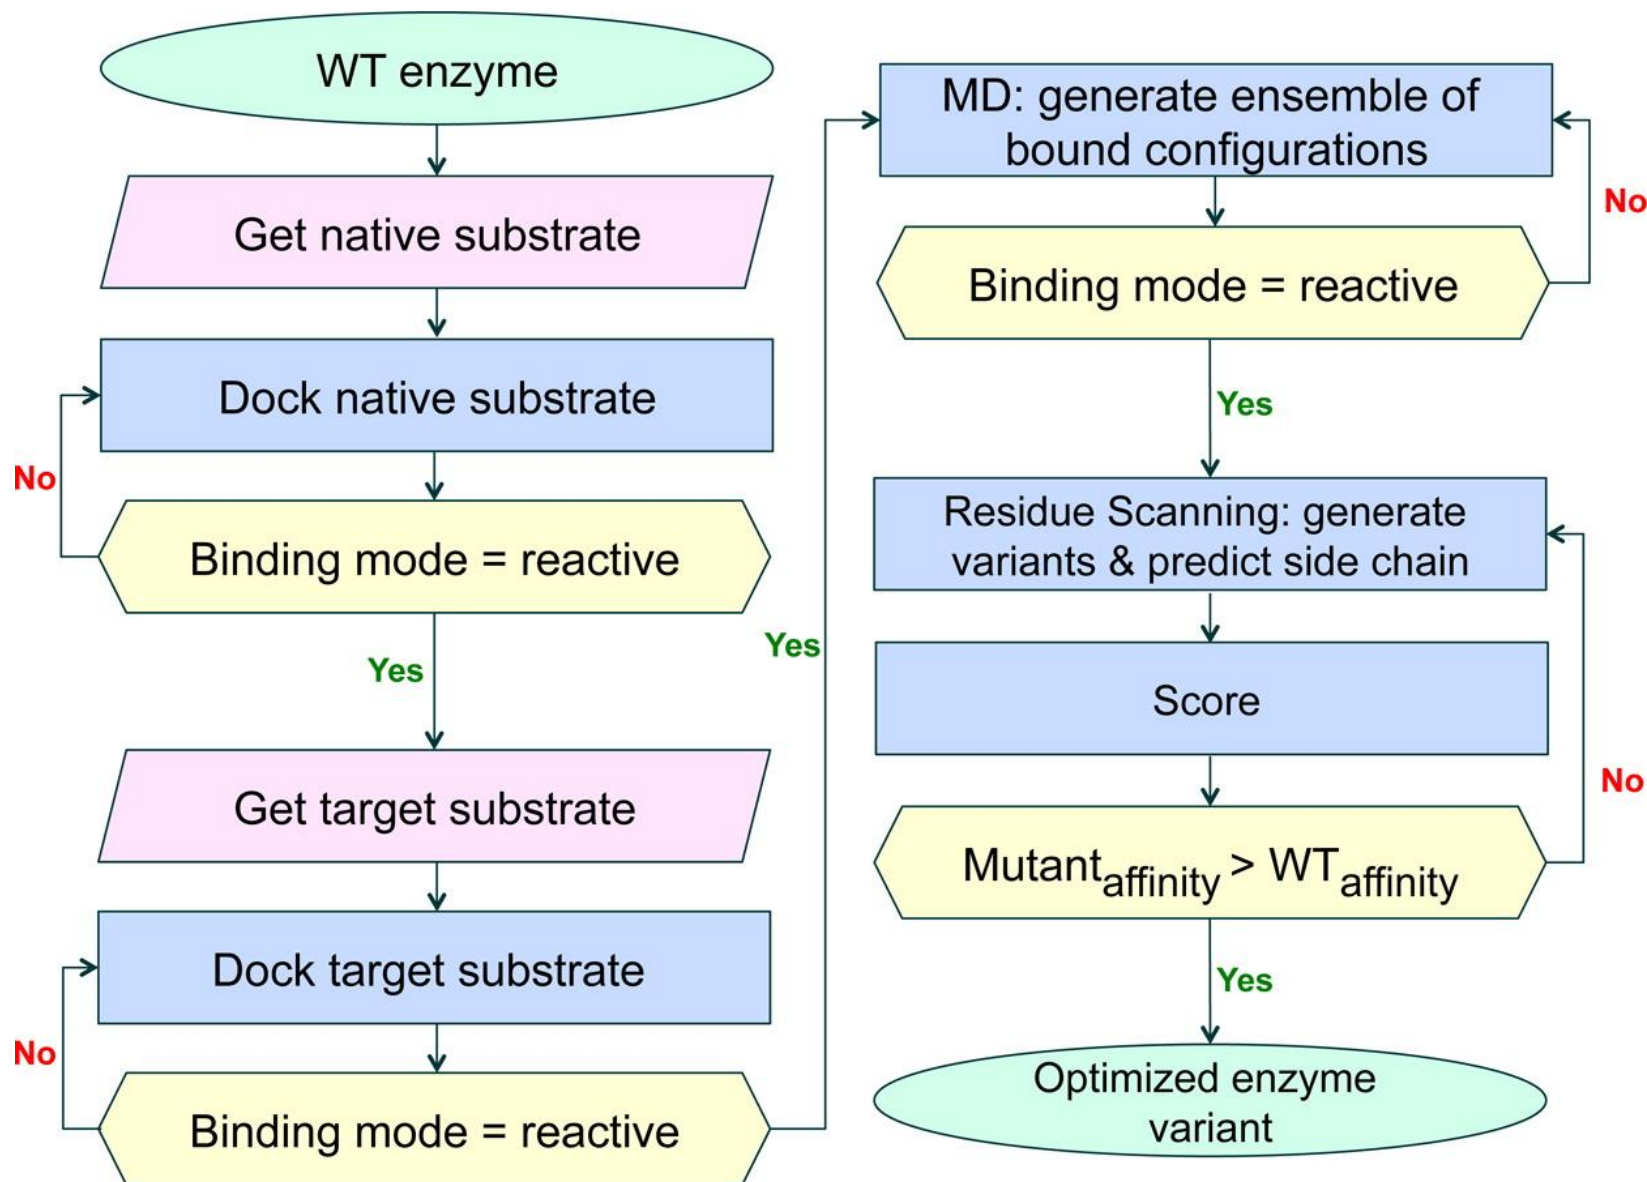 WT enzyme
Get native substrate
Dock native substrate
No
Binding mode = reactive
Yes
Get target substrate
Dock target substrate
No
Binding mode = reactive
Yes
MD: generate ensemble of
bound configurations
No
Binding mode = reactive
Yes
Residue Scanning: generate
variants & predict side chain
Score
No
Mutantaffinity > WTaffinity
Yes
Optimized enzyme
variant